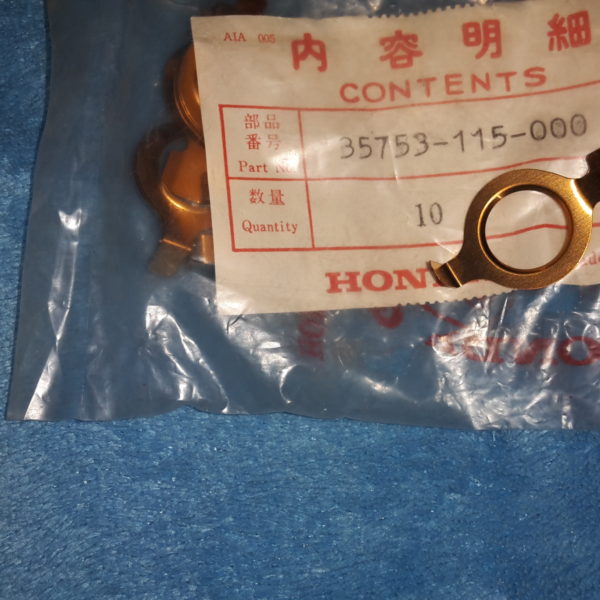 AIA 005
内容明細
CONTENTS
部品
番号
Part No.
35753-115-000
数量
Quantity
10
HONDA